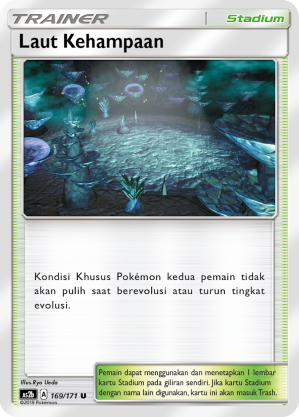 TRAINER
Stadium
Laut Kehampaan
Kondisi Khusus Pokémon kedua pemain tidak
akan pulih saat berevolusi atau turun tingkat
evolusi.
Illus.Ryo Ueda
AS2b A 169/171 U
©2019 Pokémon
Pemain dapat menggunakan dan menetapkan 1 lembar
kartu Stadium pada giliran sendiri. Jika kartu Stadium
dengan nama lain digunakan, kartu ini akan masuk Trash.